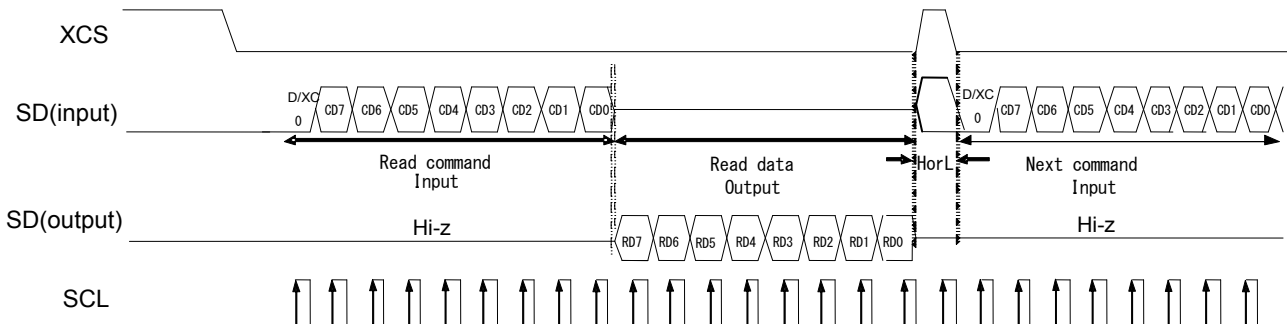 XCS
SD(input)
D/XC
0
CD7 CD6 CD5 CD4 CD3 CD2 CD1 CD0
D/XC
0
CD7 CD6 CD5 CD4 CD3 CD2 CD1 CD0
Read command
Input
Read data
Output
HorL
Next command
Input
SD(output)
Hi-z
RD7 RD6 RD5 RD4 RD3 RD2 RD1 RD0
Hi-z
SCL